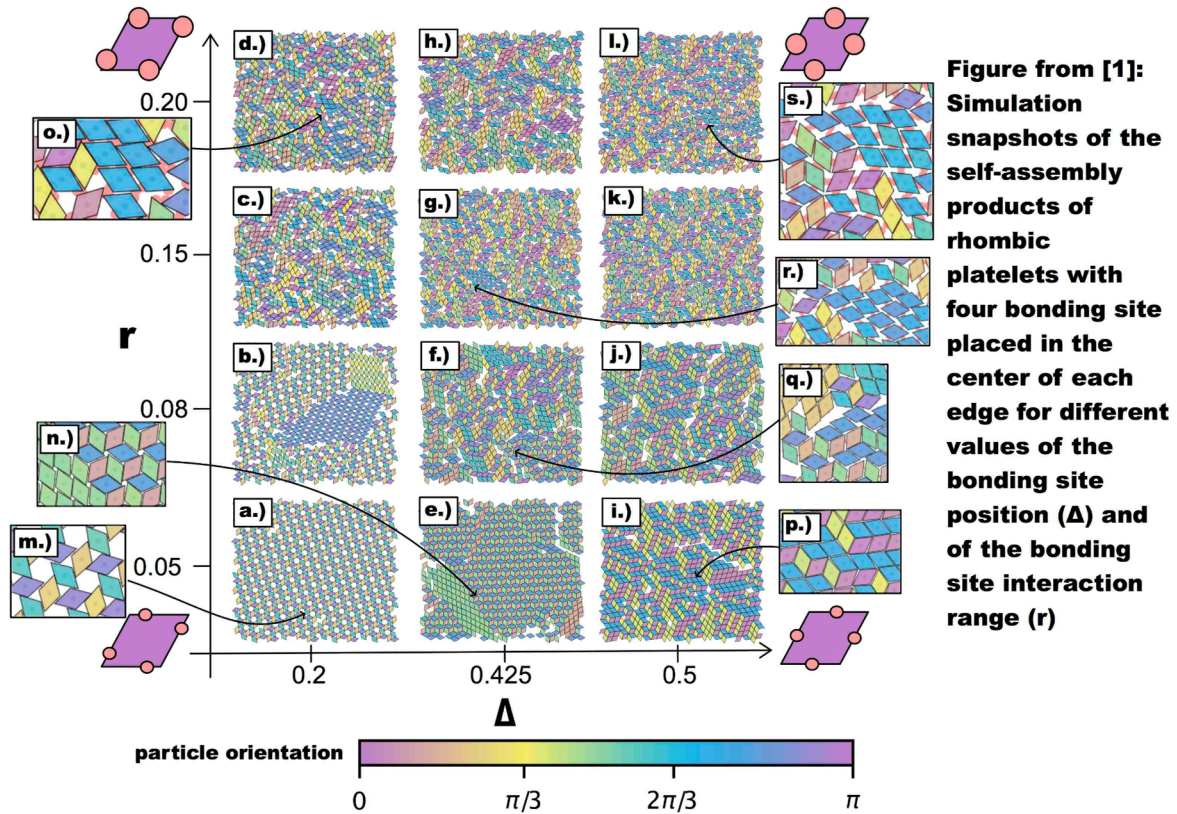 d.)
h.)
l.)
s.)
o.)
c.)
g.)
k.)
r.)
b.)
f.)
j.)
q.)
n.)
a.)
e.)
i.)
p.)
m.)
0.20
0.15
r
0.08
0.05
0.2
0.425
0.5
Δ
particle orientation
0
π/3
2π/3
π
Figure from [1]:
Simulation
snapshots of the
self-assembly
products of
rhombic
platelets with
four bonding site
placed in the
center of each
edge for different
values of the
bonding site
position (Δ) and
of the bonding
site interaction
range (r)